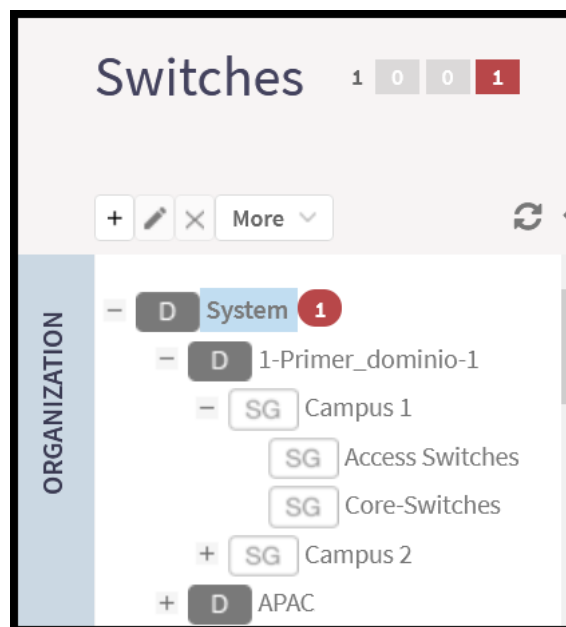 Switches 1 0 0 1
+ More
ORGANIZATION
D System 1
D 1-Primer_dominio-1
SG Campus 1
SG Access Switches
SG Core-Switches
+ SG Campus 2
+ D APAC